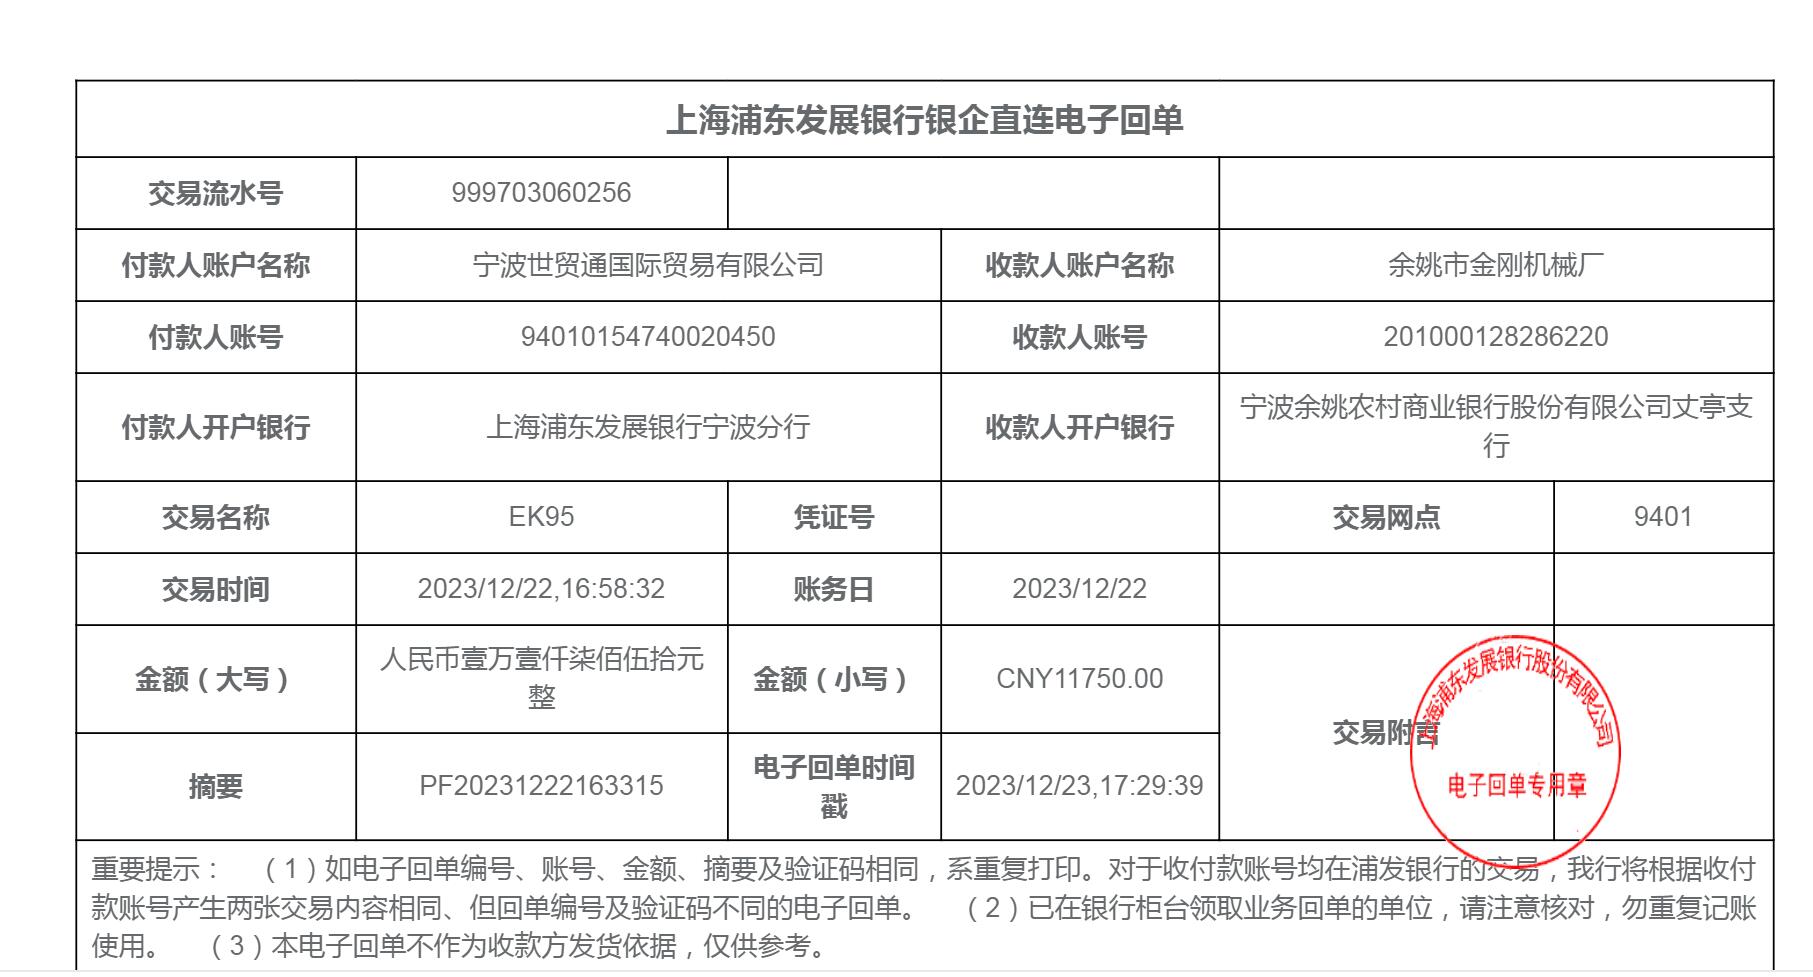 上海浦东发展银行银企直连电子回单
交易流水号 999703060256
付款人账户名称 宁波世贸通国际贸易有限公司 收款人账户名称 余姚市金刚机械厂
付款人账号 94010154740020450 收款人账号 201000128286220
付款人开户银行 上海浦东发展银行宁波分行 收款人开户银行 宁波余姚农村商业银行股份有限公司丈亭支
行
交易名称 EK95 凭证号 交易网点 9401
交易时间 2023/12/22,16:58:32 账务日 2023/12/22
金额（大写） 人民币壹万壹仟柒佰伍拾元
整
金额（小写） CNY11750.00
交易附言
上海浦东发展银行股份有限公司
电子回单专用章
摘要 PF20231222163315 电子回单时间
戳
2023/12/23,17:29:39
重要提示： （1）如电子回单编号、账号、金额、摘要及验证码相同，系重复打印。对于收付款账号均在浦发银行的交易，我行将根据收付
款账号产生两张交易内容相同、但回单编号及验证码不同的电子回单。 （2）已在银行柜台领取业务回单的单位，请注意核对，勿重复记账
使用。 （3）本电子回单不作为收款方发货依据，仅供参考。